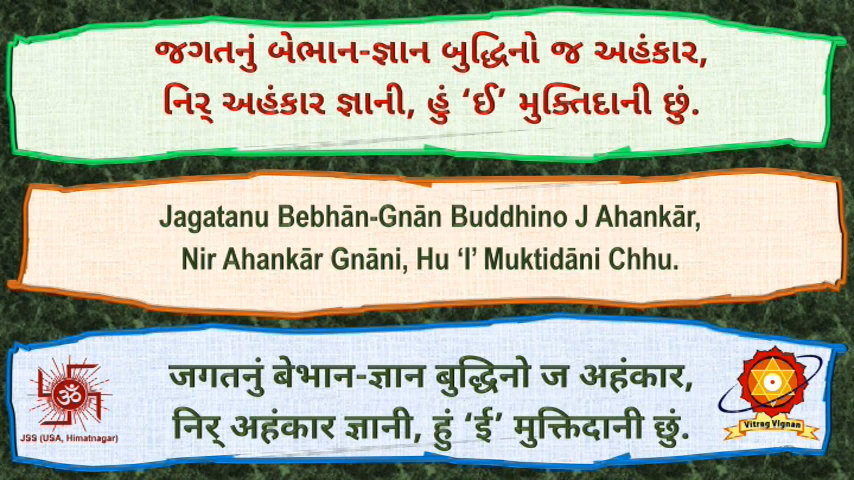 જગતનું બેભાન-જ્ઞાન બુદ્ધિનો જ અહંકાર,
નિર્ અહંકાર જ્ઞાની, હું ‘ઈ’ મુક્તિદાની છું.
Jagatanu Bebhān-Gnān Buddhino J Ahankār,
Nir Ahankār Gnāni, Hu ‘I’ Muktidāni Chhu.
जगतनुं बेभान-ज्ञान बुद्धिनो ज अहंकार,
निर् अहंकार ज्ञानी, हुं ‘ई’ मुक्तिदानी छुं.
ॐ
JSS (USA, Himatnagar)
Vitrag Vignan